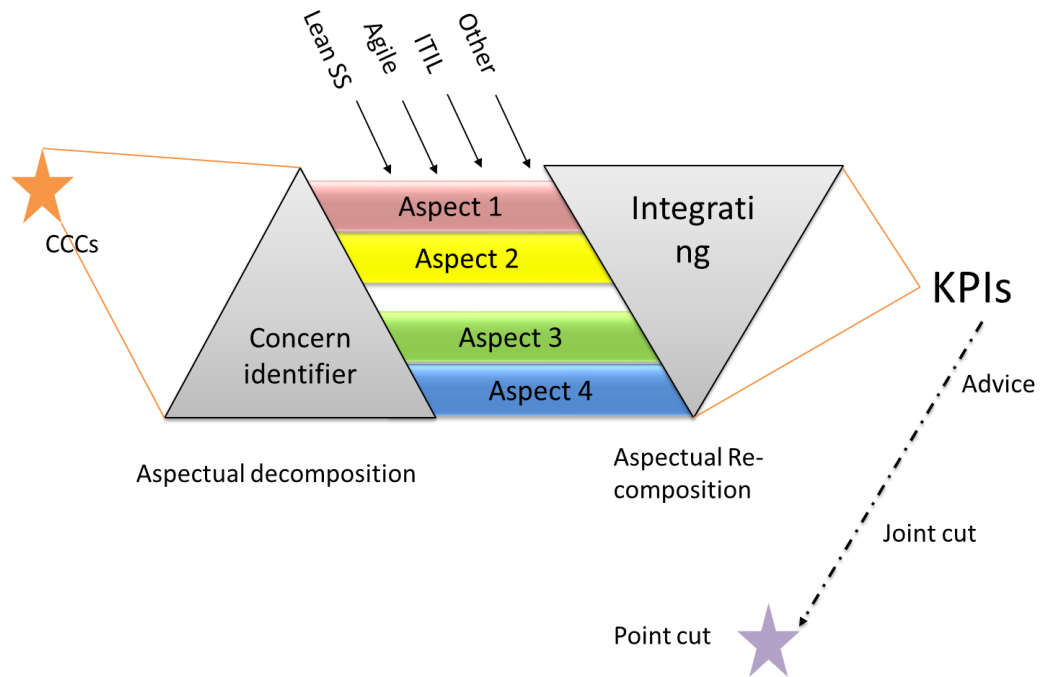 Lean SS
Agile
ITIL
Other
CCCs
Aspect 1
Aspect 2
Aspect 3
Aspect 4
Concern
identifier
Integrati
ng
KPIs
Advice
Aspectual decomposition
Aspectual Re-
composition
Joint cut
Point cut